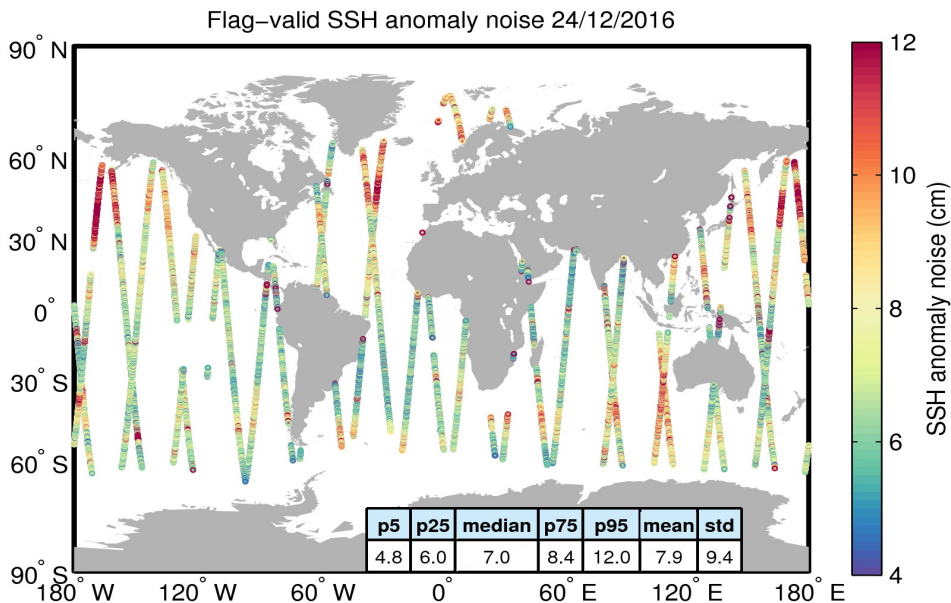 Flag−valid SSH anomaly noise 24/12/2016
90° N
60° N
30° N
0°
30° S
60° S
90° S
180° W 120° W 60° W 0° 60° E 120° E 180° E
p5 p25 median p75 p95 mean std
4.8 6.0 7.0 8.4 12.0 7.9 9.4
12
10
8
6
4
SSH anomaly noise (cm)